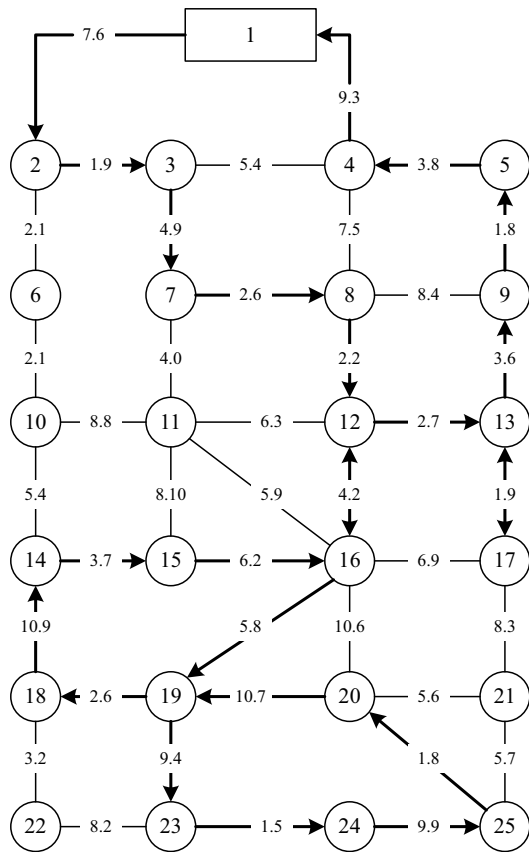 7.6 1
9.3
2 1.9 3 5.4 4 3.8 5
2.1 4.9 7.5 1.8
6 7 2.6 8 8.4 9
2.1 4.0 2.2 3.6
10 8.8 11 6.3 12 2.7 13
5.4 8.10 5.9 4.2 1.9
14 3.7 15 6.2 16 6.9 17
10.9 5.8 10.6 8.3
18 2.6 19 10.7 20 5.6 21
3.2 9.4 1.8 5.7
22 8.2 23 1.5 24 9.9 25